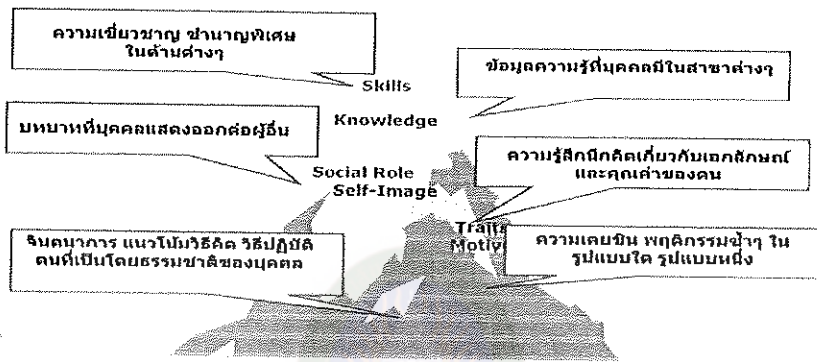 ความเชี่ยวชาญ ชำนาญพิเศษ
ในด้านต่างๆ
Skills
ข้อมูลความรู้ที่บุคคลมีในสาขาต่างๆ
Knowledge
บทบาทที่บุคคลแสดงออกต่อผู้อื่น
Social Role
Self-Image
ความรู้สึกนึกคิดเกี่ยวกับเอกลักษณ์
และคุณค่าของตน
Traits
จินตนาการ แนวโน้มวิธีคิด วิธีปฏิบัติ
ตนที่เป็นโดยธรรมชาติของบุคคล
ความเคยชิน พฤติกรรมซ้ำๆ ใน
รูปแบบใด รูปแบบหนึ่ง